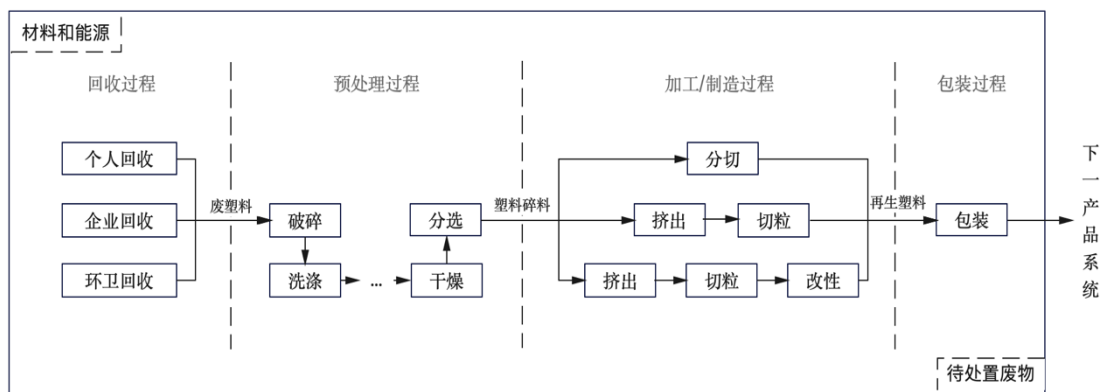 材料和能源
回收过程
预处理过程
加工/制造过程
包装过程
个人回收
企业回收
环卫回收
废塑料
破碎
洗涤
...
干燥
分选
塑料碎料
分切
挤出
切粒
挤出
切粒
改性
再生塑料
包装
下一产品系统
待处置废物